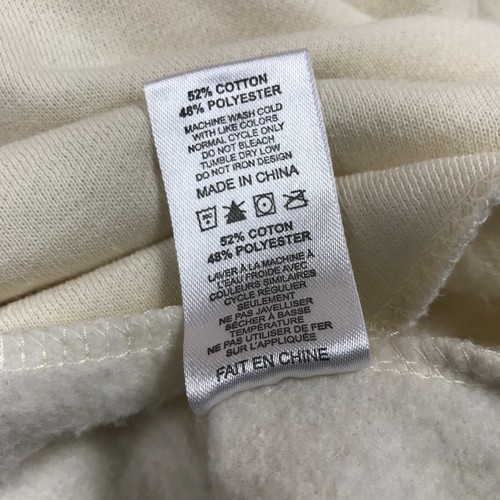 52% COTTON
48% POLYESTER
MACHINE WASH COLD
WITH LIKE COLORS
NORMAL CYCLE ONLY
DO NOT BLEACH
TUMBLE DRY LOW
DO NOT IRON DESIGN
MADE IN CHINA
52% COTON
48% POLYESTER
LAVER À LA MACHINE À
L'EAU FROIDE AVEC
COULEURS SIMILAIRES
CYCLE RÉGULIER
SEULEMENT
NE PAS JAVELLISER
SÉCHER À BASSE
TEMPÉRATURE
NE PAS UTILISER DE FER
SUR L'APPLIQUÉE
FAIT EN CHINE